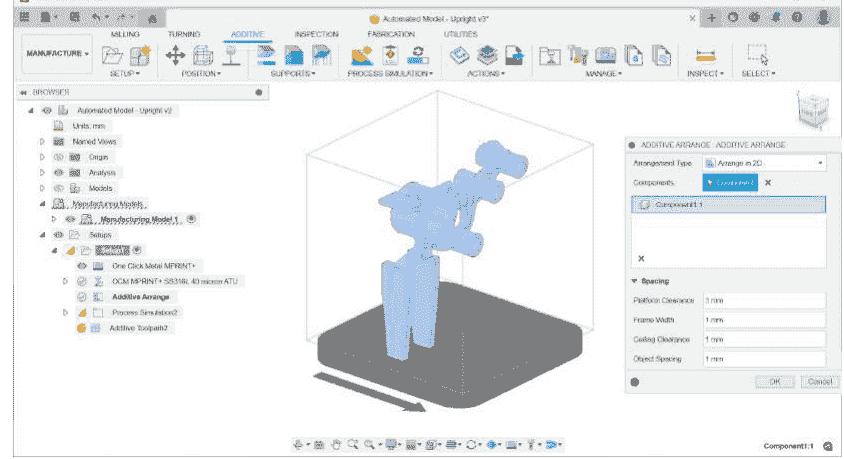 Automated Model - Upright v3*
MANUFACTURE
MILLING TURNING ADDITIVE INSPECTION FABRICATION UTILITIES
SETUP POSITION SUPPORTS PROCESS SIMULATION ACTIONS MANAGE INSPECT SELECT
BROWSER
Automated Model - Upright v2
Units: mm
Named Views
Origin
Analysis
Models
Manufacturing Models
Manufacturing Model 1
Setups
One Click Metal MPRINT+
OCM MPRINT+ SS316L 40 micron ATU
Additive Arrange
Process Simulation2
Additive Toolpath2
ADDITIVE ARRANGE : ADDITIVE ARRANGE
Arrangement Type Arrange in 2D
Components
Component1:1
Spacing
Platform Clearance 3 mm
Frame Width 1 mm
Ceiling Clearance 1 mm
Object Spacing 1 mm
OK Cancel
Component1:1